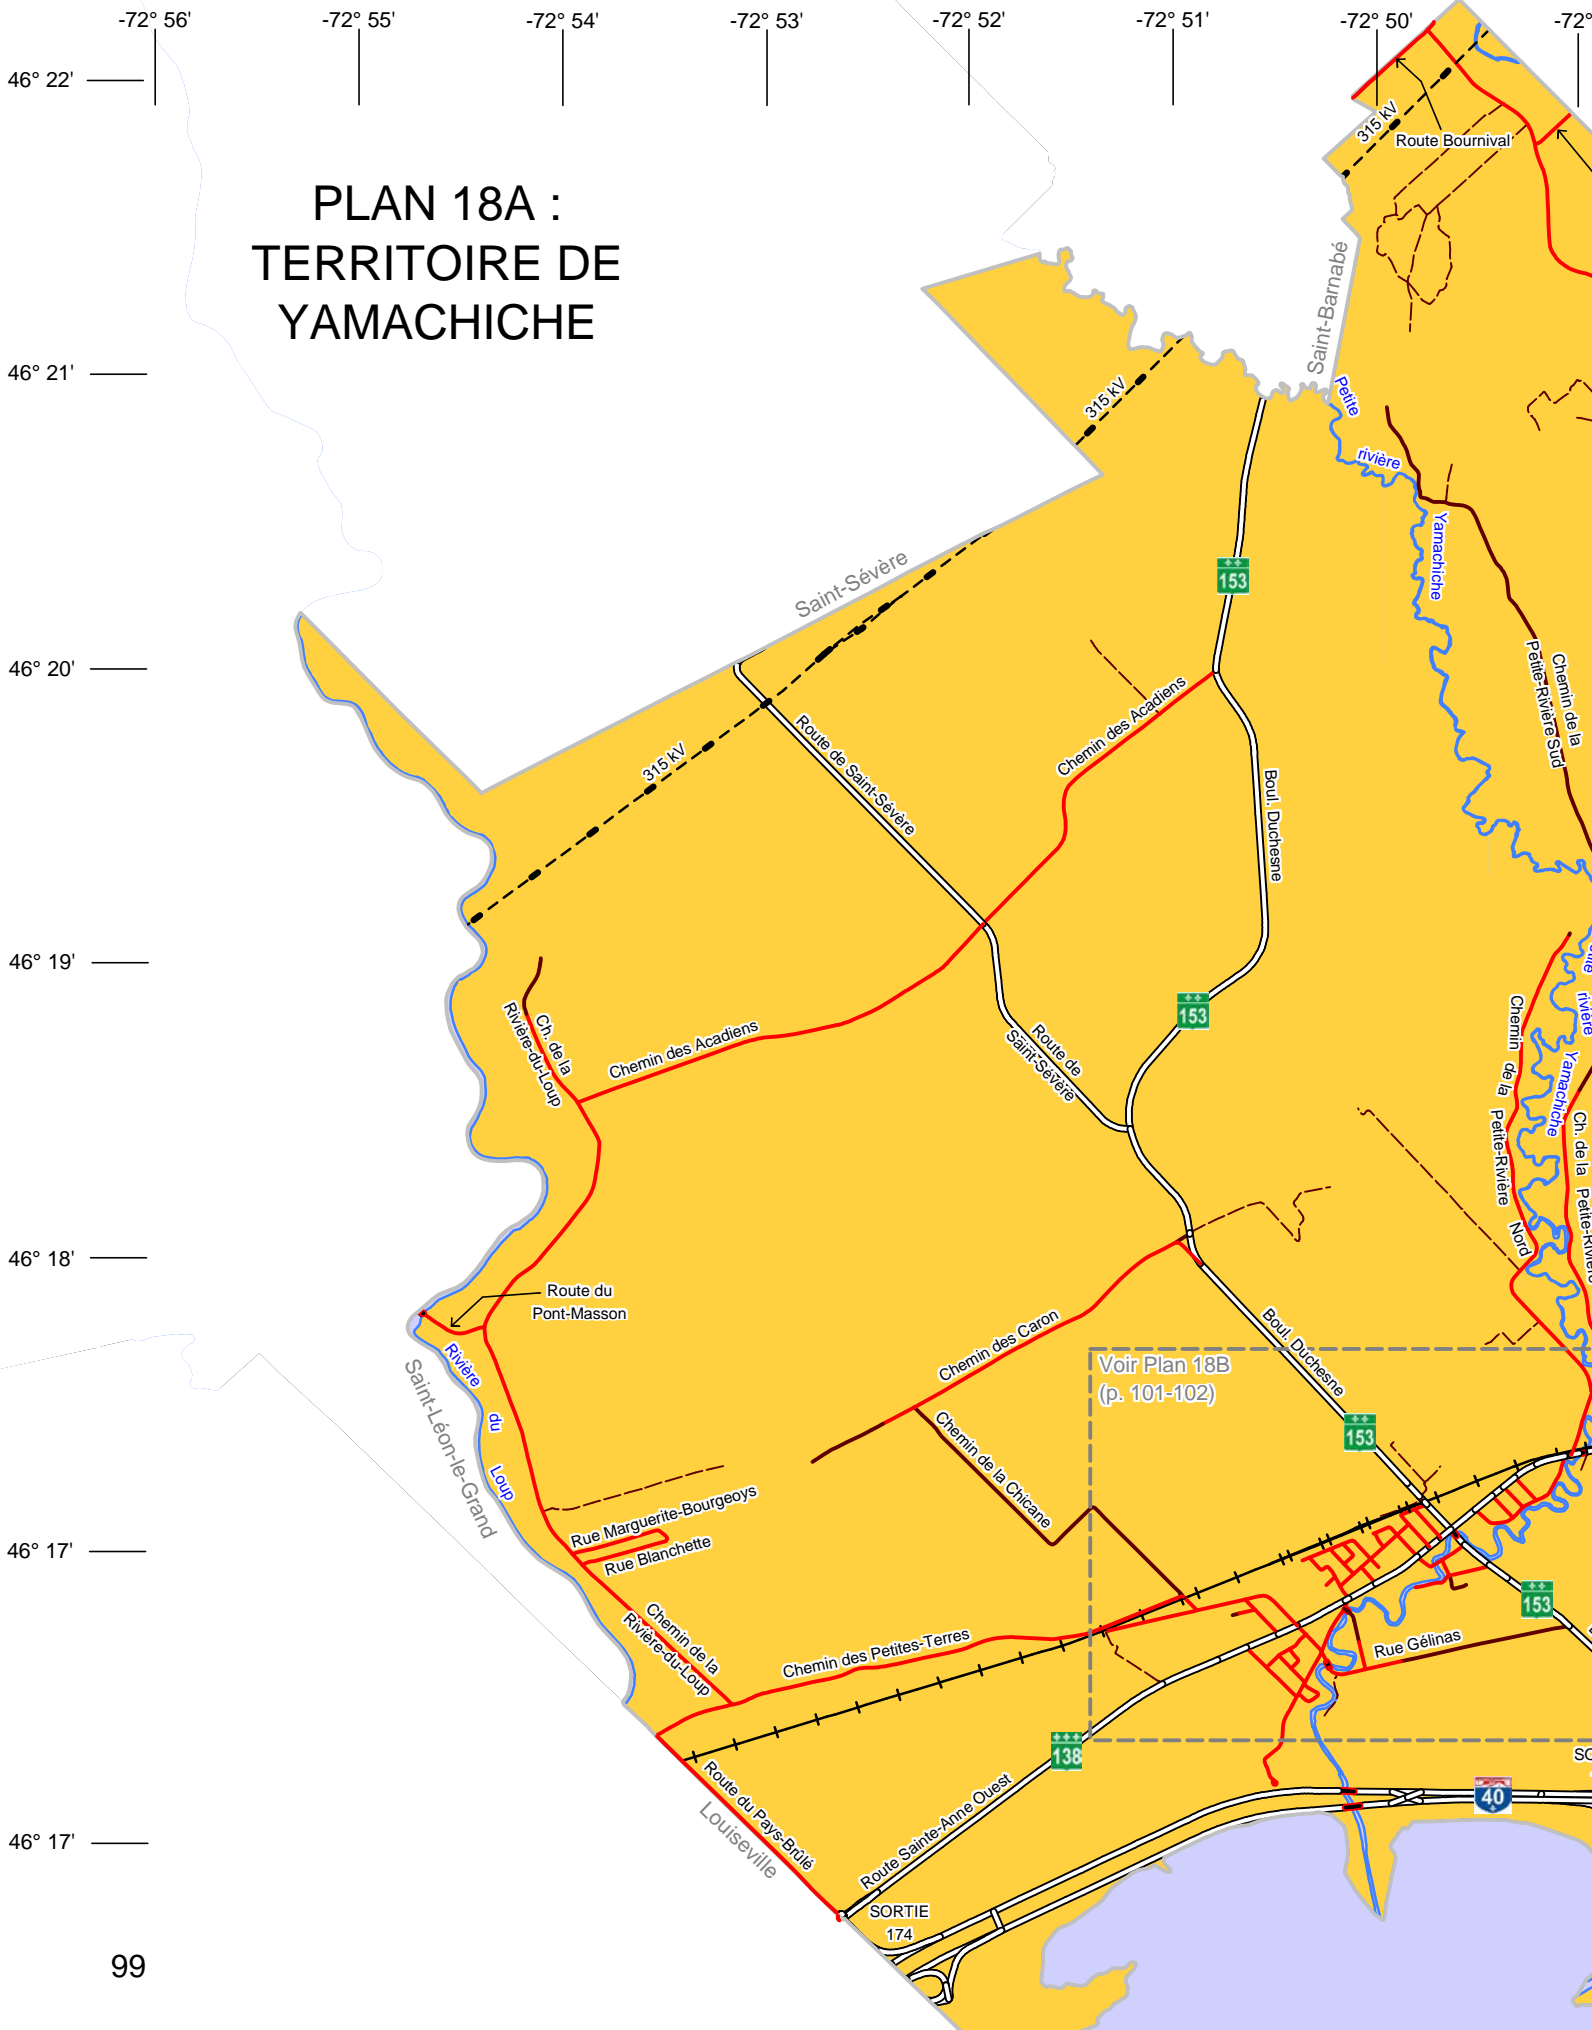 -72° 56'
-72° 55'
-72° 54'
-72° 53'
-72° 52'
-72° 51'
-72° 50'
-72°
46° 22'
46° 21'
46° 20'
46° 19'
46° 18'
46° 17'
46° 17'
PLAN 18A :
TERRITOIRE DE
YAMACHICHE
315 kV
Route Bournival
Saint-Barnabé
315 kV
Petite
rivière
Yamachiche
Saint-Sévère
153
Chemin de la
Petite-Rivière Sud
Chemin des Acadiens
315 kV
Route de Saint-Sévère
Boul. Duchesne
153
Ch. de la
Rivière-du-Loup
Chemin des Acadiens
Route de
Saint-Sévère
Chemin de la Petite-Rivière Nord
rivière
Yamachiche
Ch. de la Petite-Rivière
Route du
Pont-Masson
Rivière du Loup
Saint-Léon-le-Grand
Chemin des Caron
Boul. Duchesne
Voir Plan 18B
(p. 101-102)
153
Chemin de la Chicane
Rue Marguerite-Bourgeoys
Rue Blanchette
153
Chemin de la
Rivière-du-Loup
Chemin des Petites-Terres
Rue Gélinas
138
SO
Route du Pays-Brûlé
Louiseville
Route Sainte-Anne Ouest
40
SORTIE
174
99